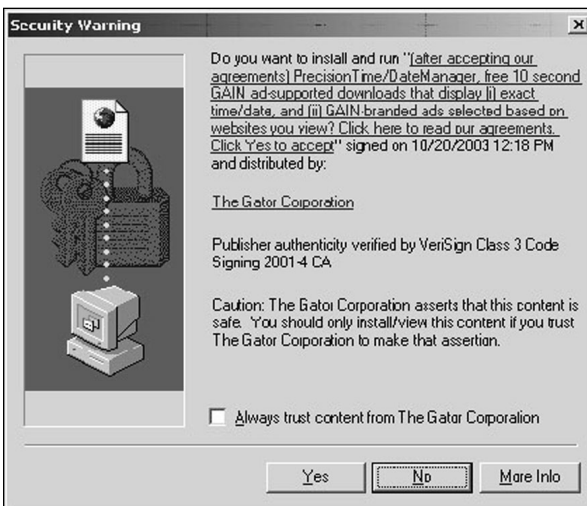 Security Warning
Do you want to install and run "(after accepting our
agreements) PrecisionTime/DateManager, free 10 second
GAIN ad-supported downloads that display (i) exact
time/date, and (ii) GAIN-branded ads selected based on
websites you view? Click here to read our agreements.
Click Yes to accept" signed on 10/20/2003 12:18 PM
and distributed by:
The Gator Corporation
Publisher authenticity verified by VeriSign Class 3 Code
Signing 2001-4 CA
Caution: The Gator Corporation asserts that this content is
safe. You should only install/view this content if you trust
The Gator Corporation to make that assertion.
Always trust content from The Gator Corporation
Yes
No
More Info